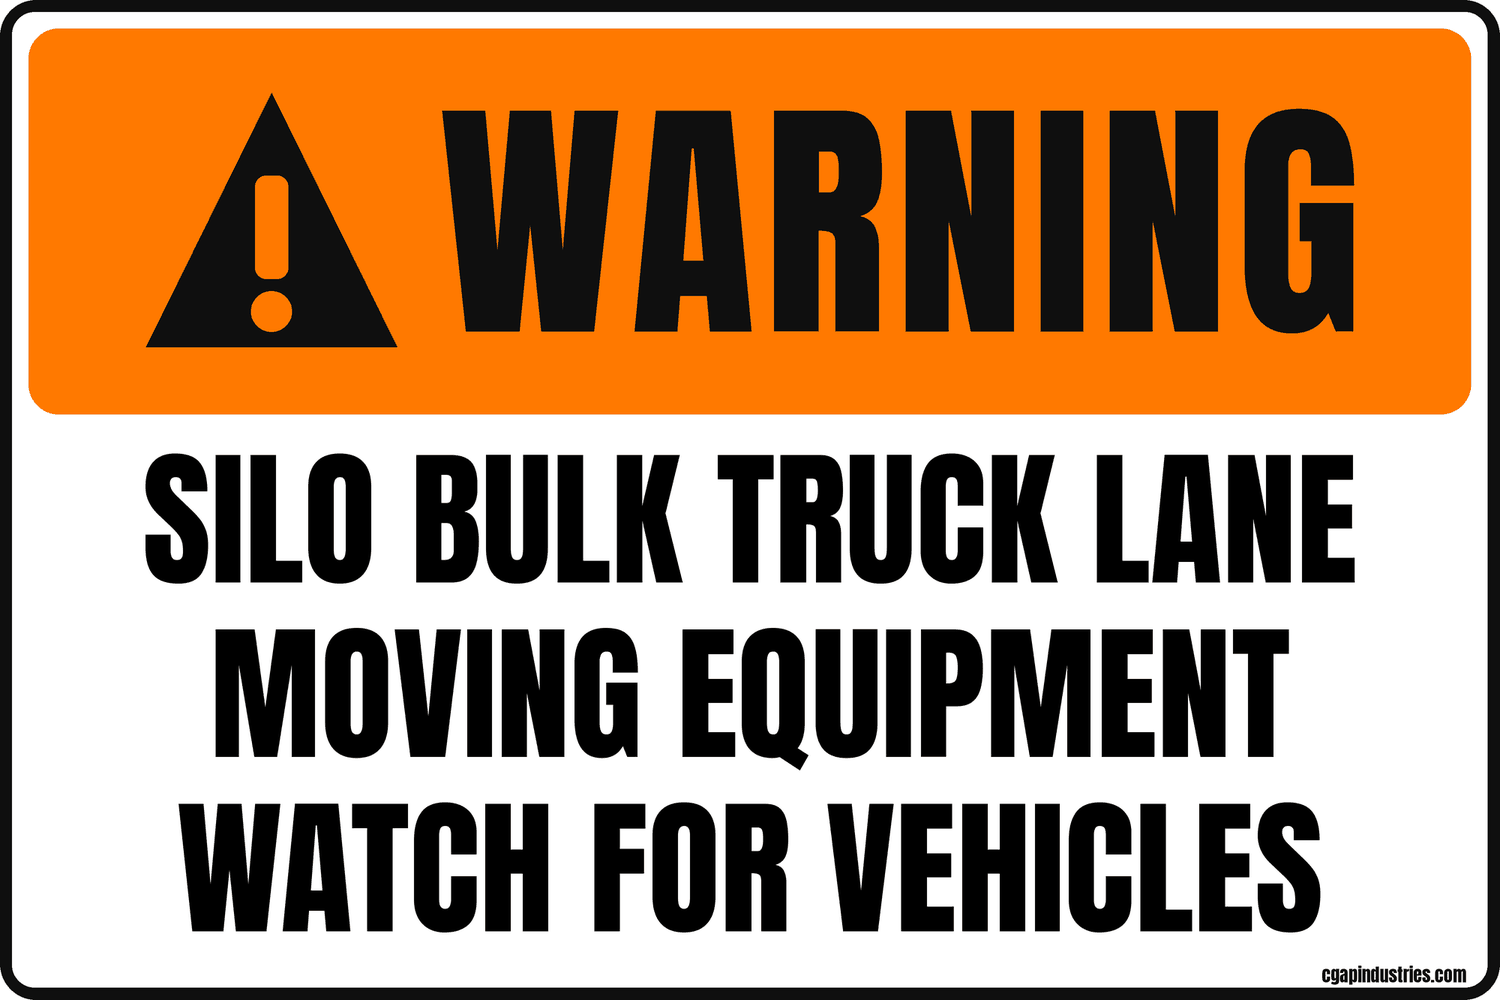 WARNING
SILO BULK TRUCK LANE
MOVING EQUIPMENT
WATCH FOR VEHICLES
cgapindustries.com